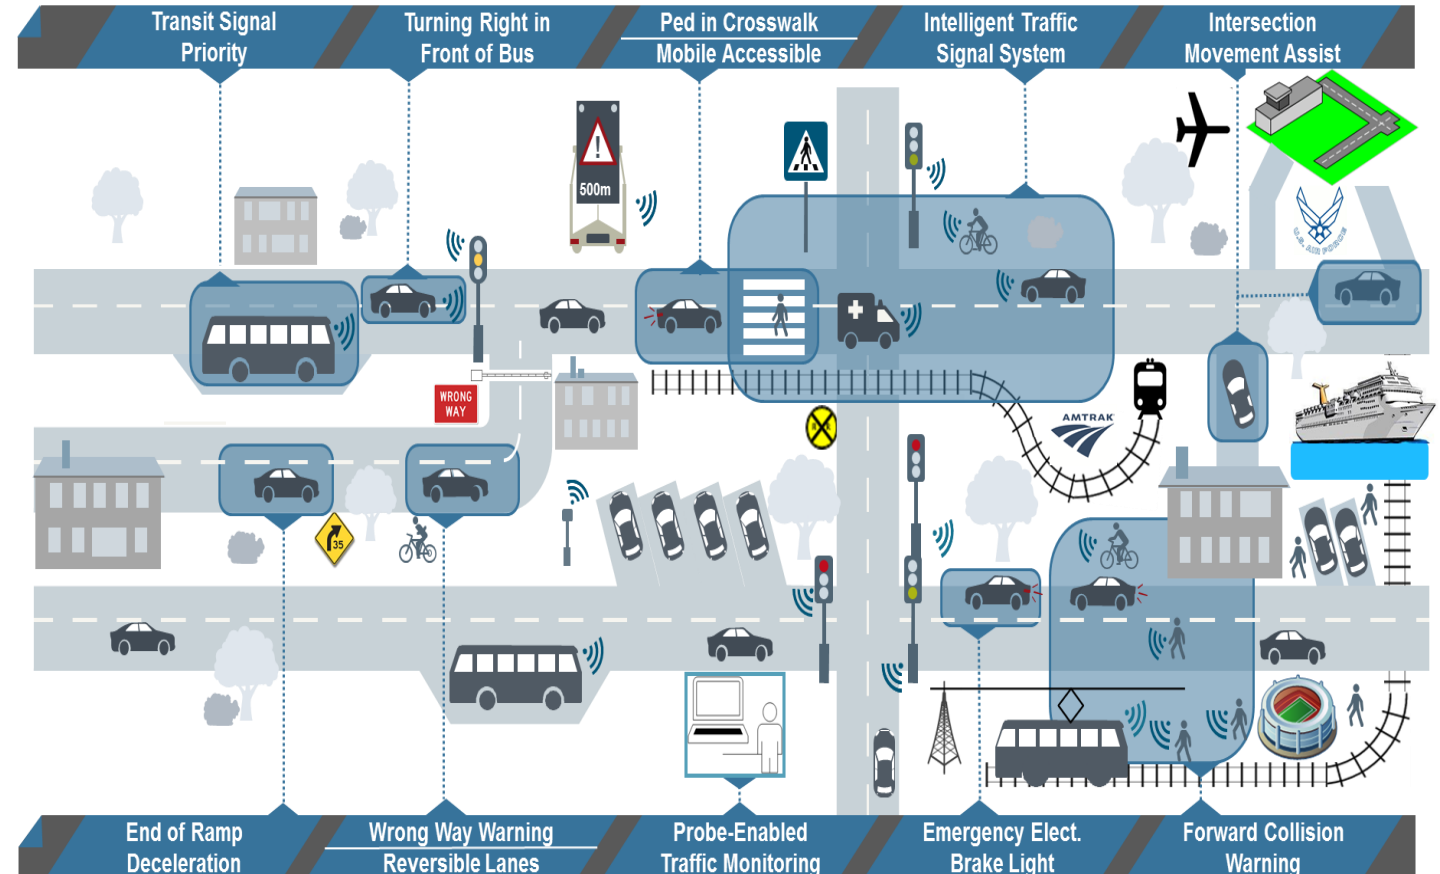 Transit Signal
Priority
Turning Right in
Front of Bus
Ped in Crosswalk
Mobile Accessible
Intelligent Traffic
Signal System
Intersection
Movement Assist
!
500m
U.S. AIR FORCE
WRONG
WAY
AMTRAK
35
End of Ramp
Deceleration
Wrong Way Warning
Reversible Lanes
Probe-Enabled
Traffic Monitoring
Emergency Elect.
Brake Light
Forward Collision
Warning